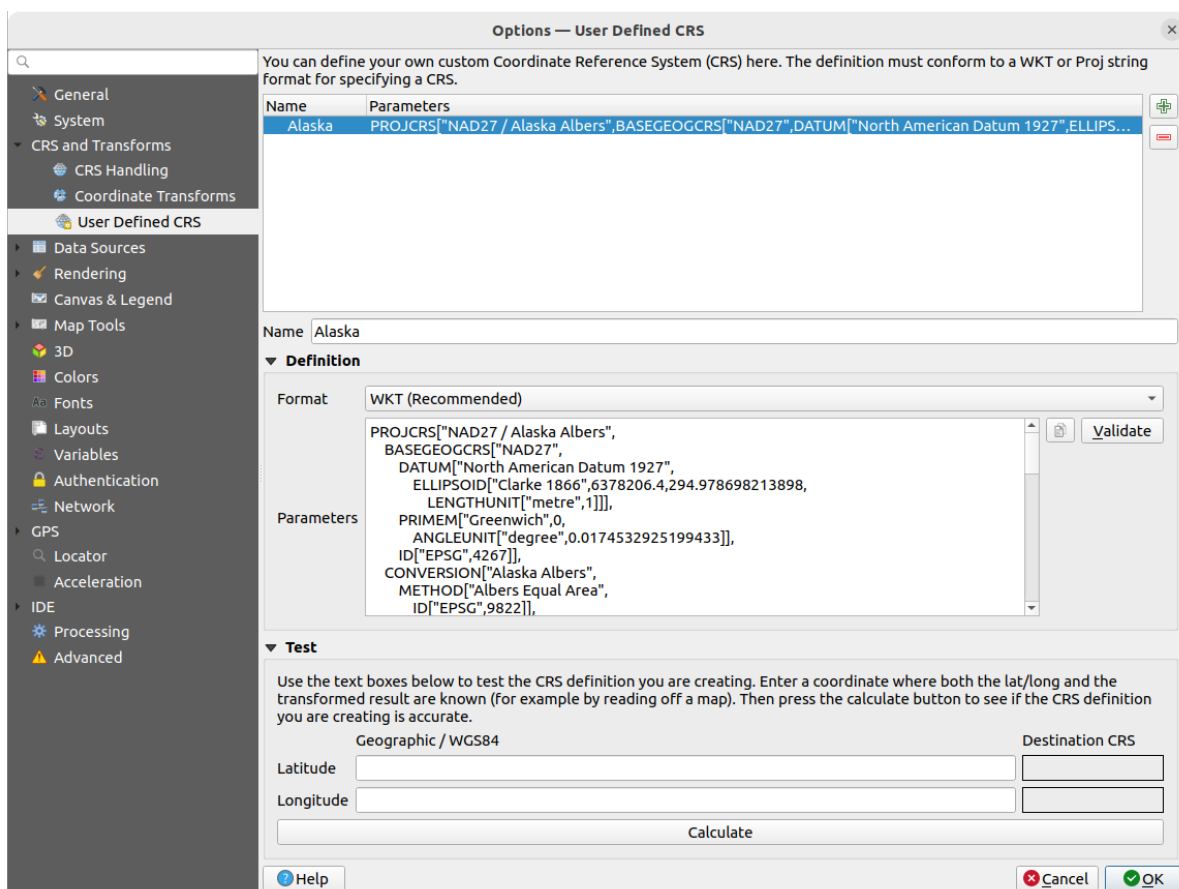 Options — User Defined CRS
General
System
CRS and Transforms
CRS Handling
Coordinate Transforms
User Defined CRS
Data Sources
Rendering
Canvas & Legend
Map Tools
3D
Colors
Aa Fonts
Layouts
Variables
Authentication
Network
GPS
Locator
Acceleration
IDE
Processing
Advanced
You can define your own custom Coordinate Reference System (CRS) here. The definition must conform to a WKT or Proj string
format for specifying a CRS.
Name Parameters
Alaska PROJCRS["NAD27 / Alaska Albers",BASEGEOGCRS["NAD27",DATUM["North American Datum 1927",ELLIPS...
Name Alaska
Definition
Format WKT (Recommended)
Parameters
PROJCRS["NAD27 / Alaska Albers",
BASEGEOGCRS["NAD27",
DATUM["North American Datum 1927",
ELLIPSOID["Clarke 1866",6378206.4,294.978698213898,
LENGTHUNIT["metre",1]]],
PRIMEM["Greenwich",0,
ANGLEUNIT["degree",0.0174532925199433]],
ID["EPSG",4267]],
CONVERSION["Alaska Albers",
METHOD["Albers Equal Area",
ID["EPSG",9822]],
Validate
Test
Use the text boxes below to test the CRS definition you are creating. Enter a coordinate where both the lat/long and the
transformed result are known (for example by reading off a map). Then press the calculate button to see if the CRS definition
you are creating is accurate.
Geographic / WGS84 Destination CRS
Latitude
Longitude
Calculate
Help Cancel OK